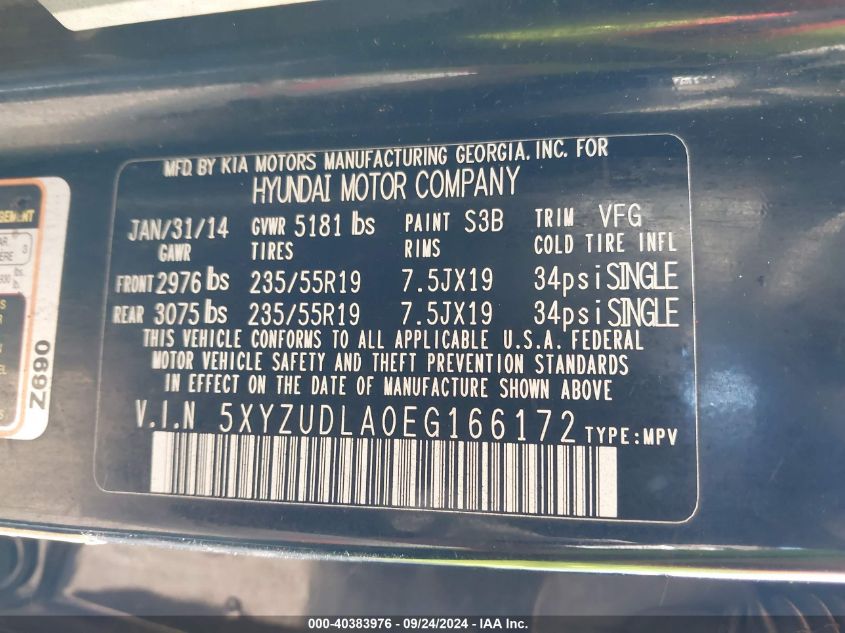 MFD. BY KIA MOTORS MANUFACTURING GEORGIA, INC. FOR
HYUNDAI MOTOR COMPANY
JAN/31/14 GVWR 5181 lbs PAINT S3B TRIM VFG
GAWR TIRES RIMS COLD TIRE INFL
FRONT 2976 lbs 235/55R19 7.5JX19 34psi SINGLE
REAR 3075 lbs 235/55R19 7.5JX19 34psi SINGLE
THIS VEHICLE CONFORMS TO ALL APPLICABLE U.S.A. FEDERAL
MOTOR VEHICLE SAFETY AND THEFT PREVENTION STANDARDS
IN EFFECT ON THE DATE OF MANUFACTURE SHOWN ABOVE
V.I.N 5XYZUDLA0EG166172 TYPE:MPV
Z690
000-40383976 - 09/24/2024 - IAA Inc.